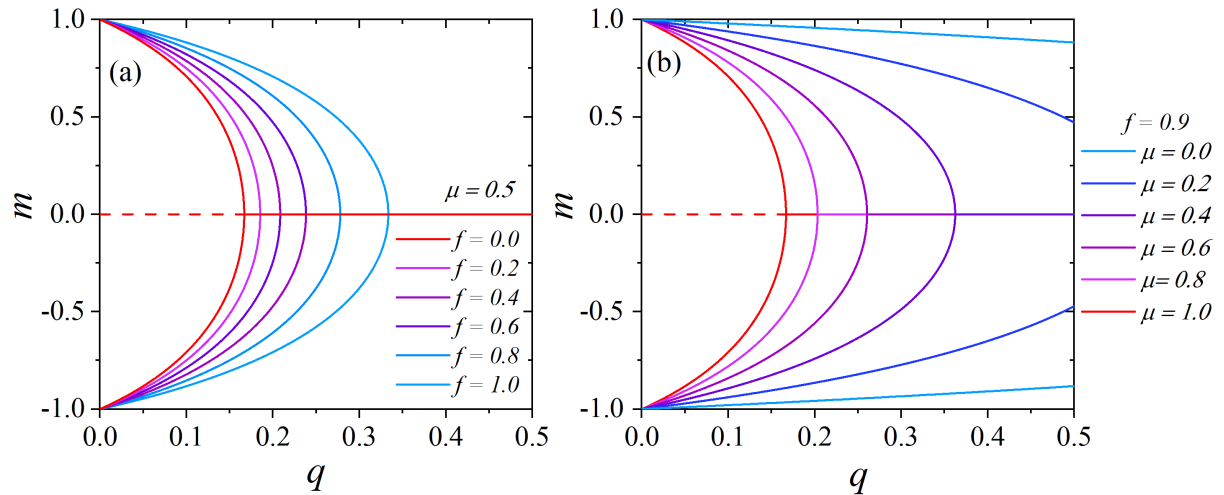 (a)
1.0
0.5
0.0
-0.5
-1.0
m
μ = 0.5
f = 0.0
f = 0.2
f = 0.4
f = 0.6
f = 0.8
f = 1.0
0.0 0.1 0.2 0.3 0.4 0.5
q
(b)
1.0
0.5
0.0
-0.5
-1.0
m
0.0 0.1 0.2 0.3 0.4 0.5
q
f = 0.9
μ = 0.0
μ = 0.2
μ = 0.4
μ = 0.6
μ = 0.8
μ = 1.0